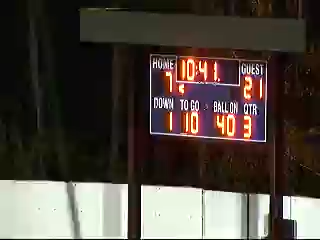 HOME 10:41 GUEST
7 21
DOWN TO GO BALL ON QTR
1 10 40 3